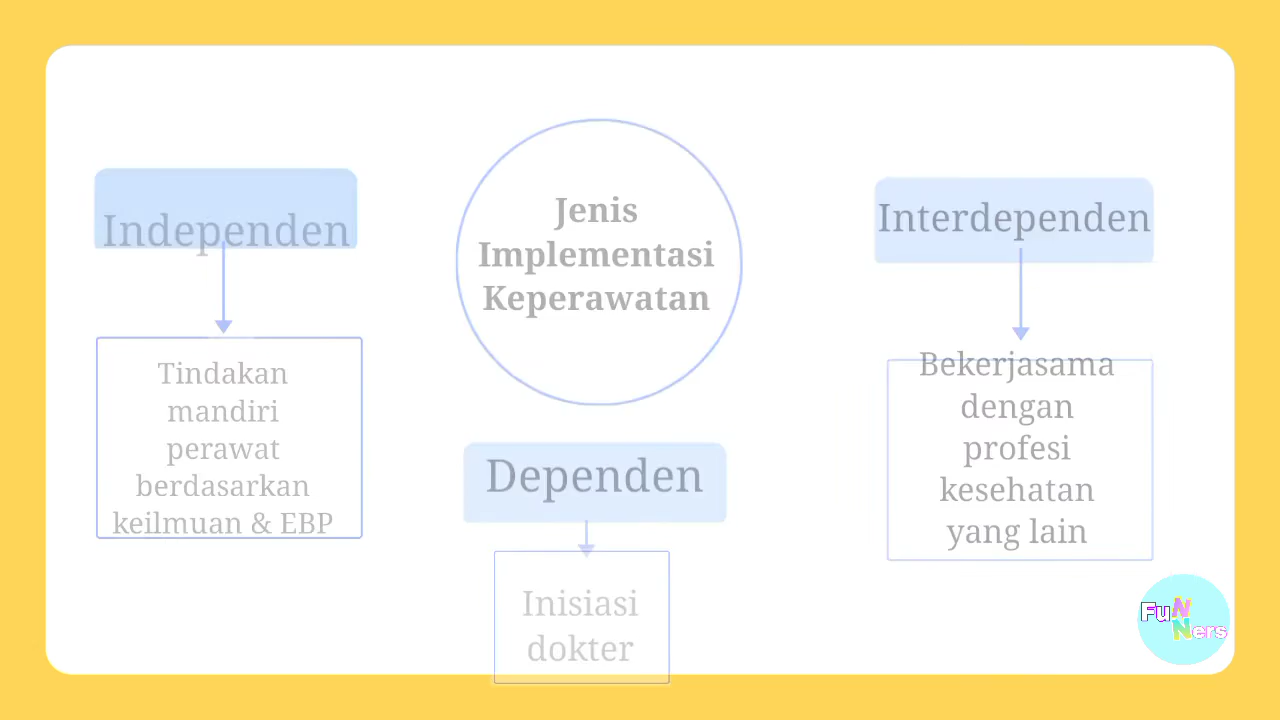 Jenis
Implementasi
Keperawatan
Independen
Tindakan
mandiri
perawat
berdasarkan
keilmuan & EBP
Dependen
Inisiasi
dokter
Interdependen
Bekerjasama
dengan
profesi
kesehatan
yang lain
FuN
Ners